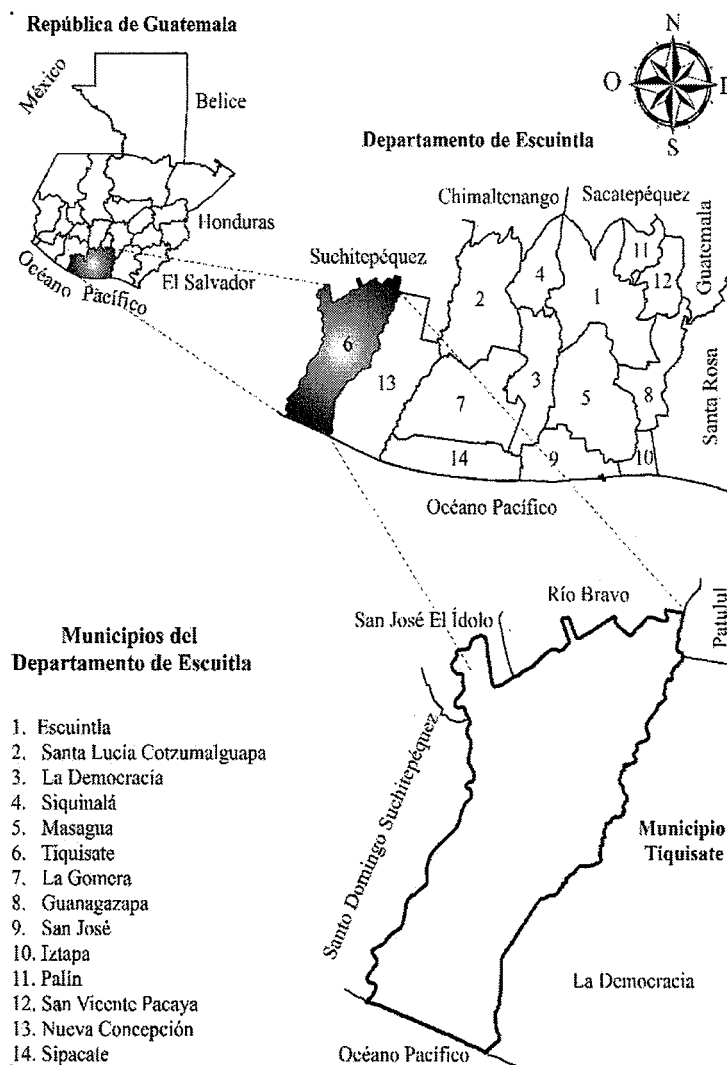 República de Guatemala
México
Belice
Honduras
El Salvador
Océano Pacífico
N
O
S
Departamento de Escuintla
Chimaltenango
Sacatepéquez
Suchitepéquez
Guatemala
Santa Rosa
11
4
12
2
1
6
13
3
5
8
7
14
9
10
Océano Pacífico
Río Bravo
San José El Ídolo
Patulul
Santo Domingo Suchitepéquez
Municipio
Tiquisate
La Democracia
Océano Pacífico
Municipios del
Departamento de Escuitla
1. Escuintla
2. Santa Lucía Cotzumalguapa
3. La Democracia
4. Siquinalá
5. Masagua
6. Tiquisate
7. La Gomera
8. Guanagazapa
9. San José
10. Iztapa
11. Palín
12. San Vicente Pacaya
13. Nueva Concepción
14. Sipacate